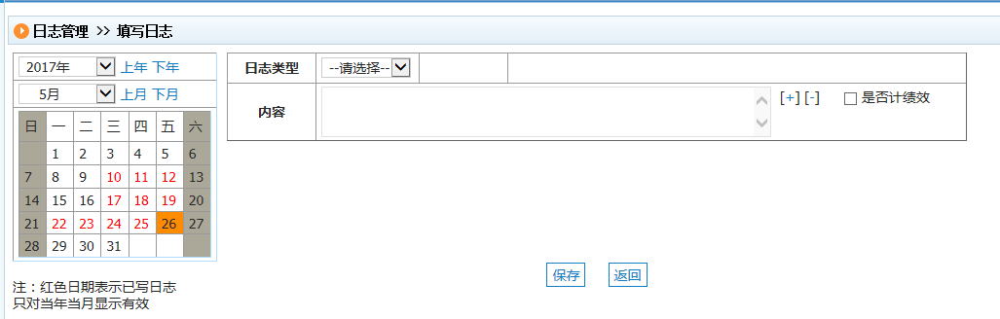 日志管理 >> 填写日志
2017年 上年 下年
5月 上月 下月
日 一 二 三 四 五 六
1 2 3 4 5 6
7 8 9 10 11 12 13
14 15 16 17 18 19 20
21 22 23 24 25 26 27
28 29 30 31
注：红色日期表示已写日志
只对当年当月显示有效
日志类型 --请选择--
内容 [+] [-] 是否计绩效
保存 返回